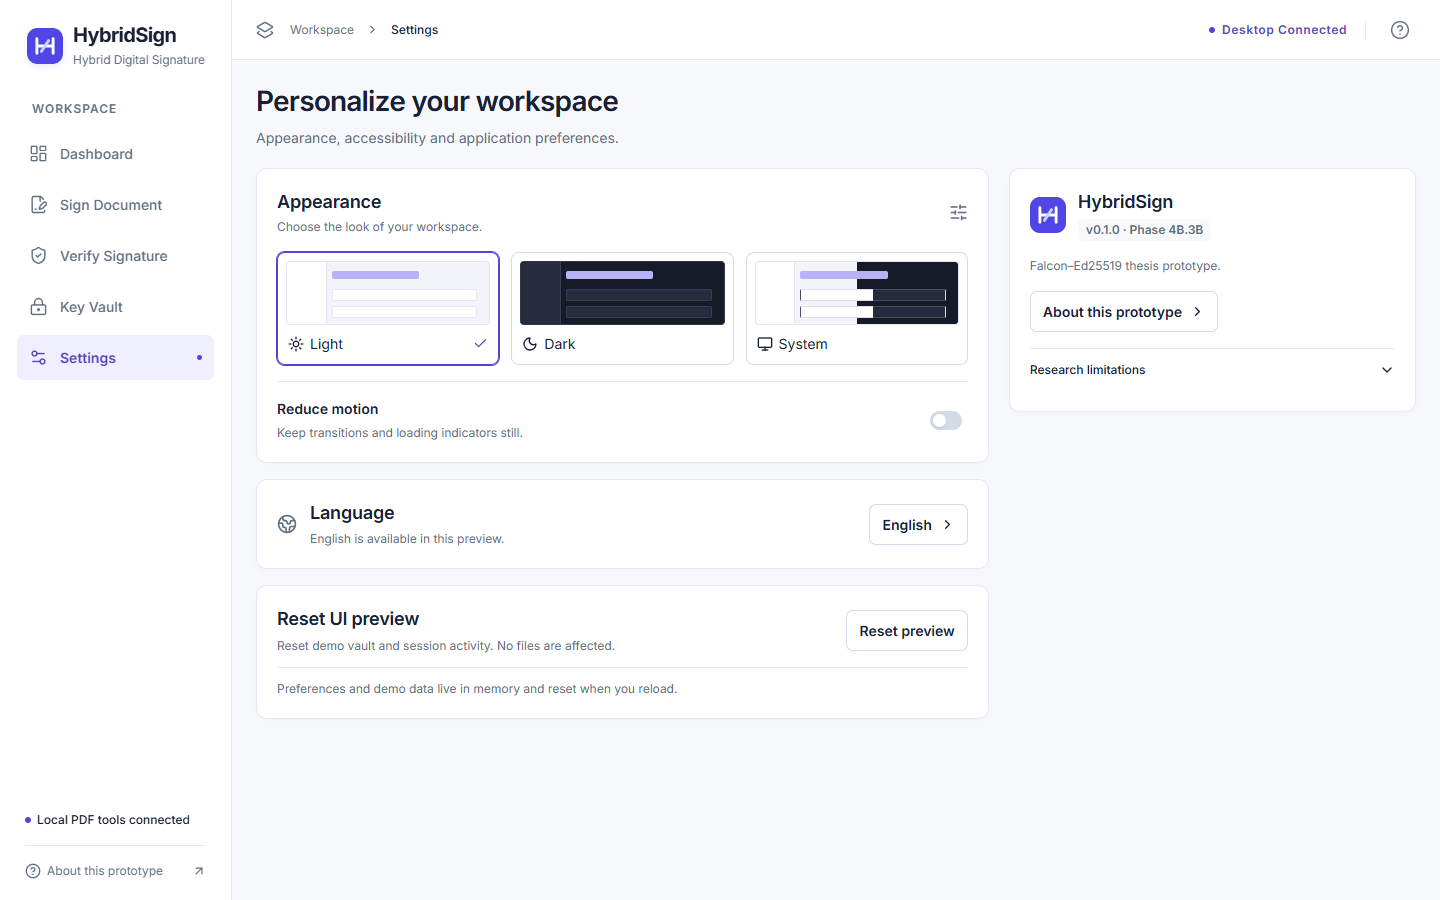 HybridSign
Hybrid Digital Signature
WORKSPACE
Dashboard
Sign Document
Verify Signature
Key Vault
Settings
Local PDF tools connected
About this prototype
Workspace
Settings
Desktop Connected
Personalize your workspace
Appearance, accessibility and application preferences.
Appearance
Choose the look of your workspace.
Light
Dark
System
Reduce motion
Keep transitions and loading indicators still.
Language
English is available in this preview.
English
Reset UI preview
Reset demo vault and session activity. No files are affected.
Reset preview
Preferences and demo data live in memory and reset when you reload.
HybridSign
v0.1.0 · Phase 4B.3B
Falcon–Ed25519 thesis prototype.
About this prototype
Research limitations